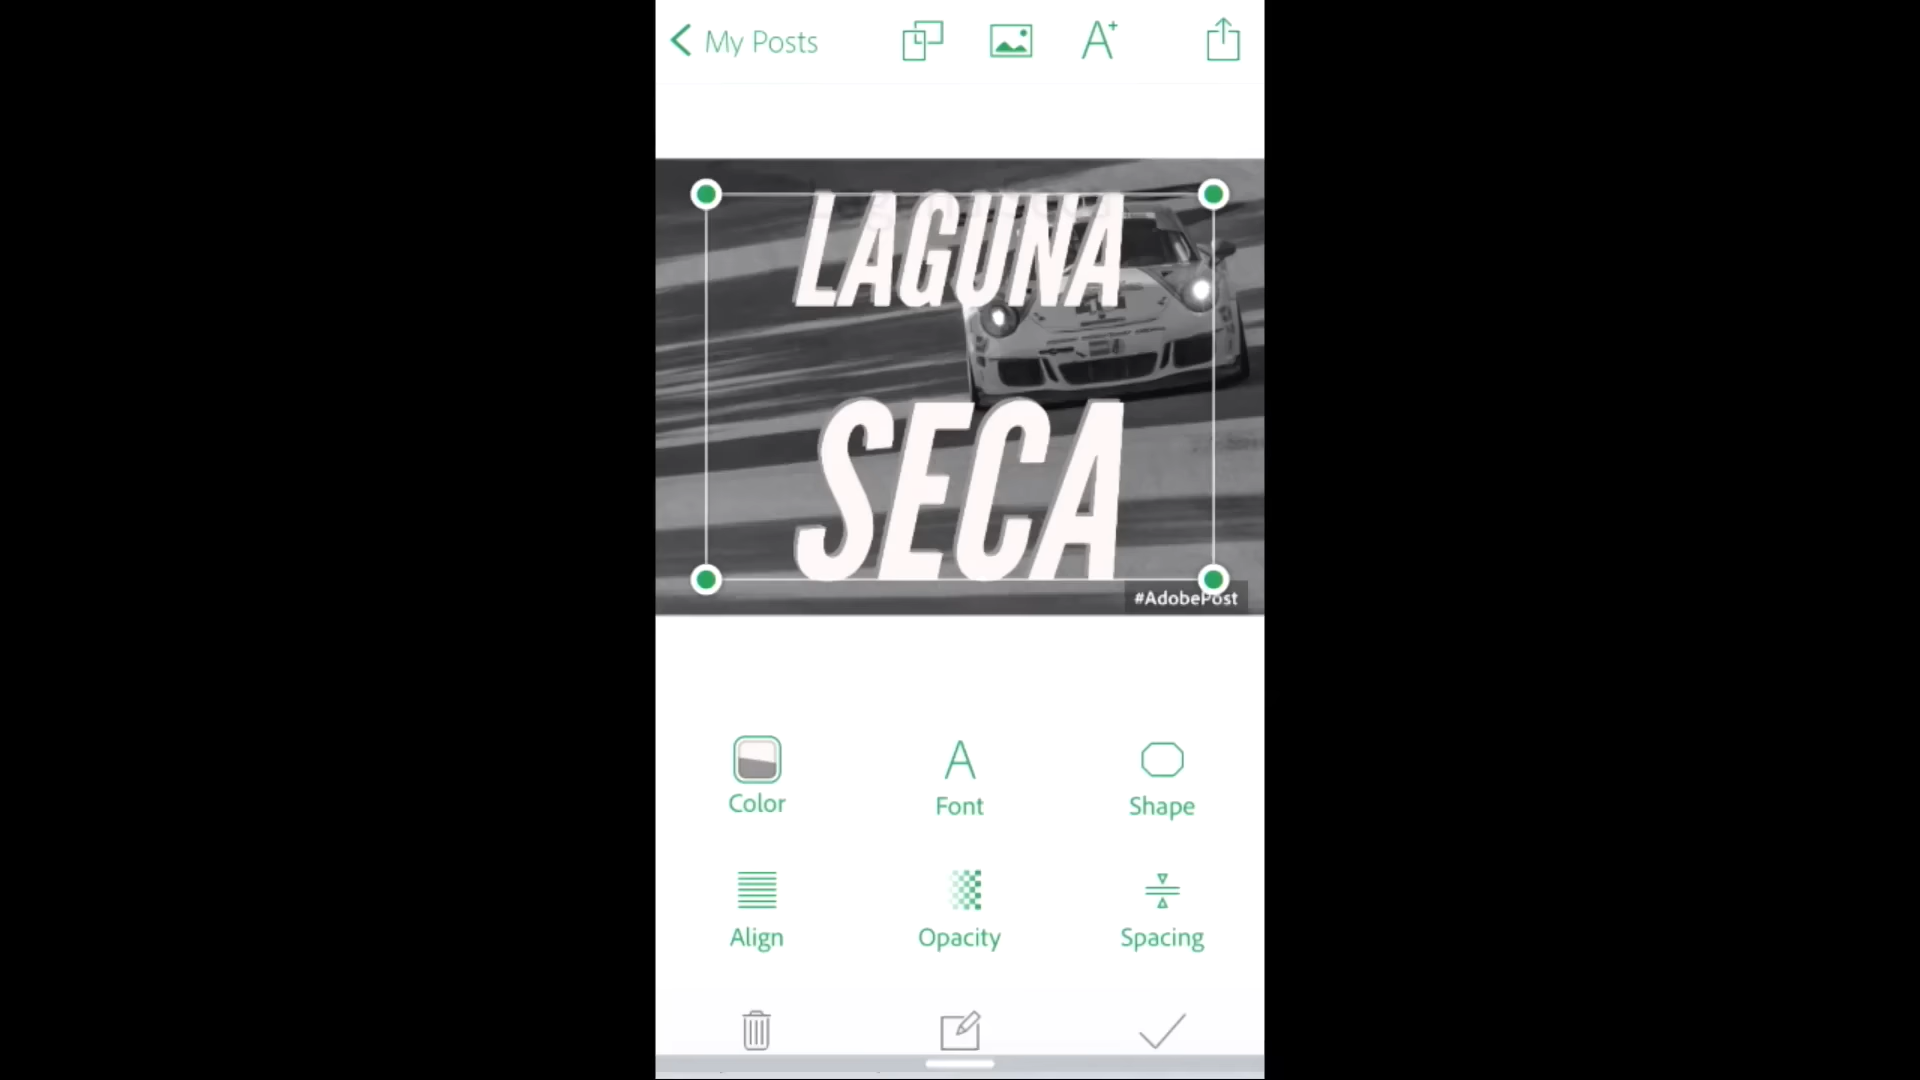 My Posts
LAGUNA
SECA
#AdobePost
Color
Font
Shape
Align
Opacity
Spacing